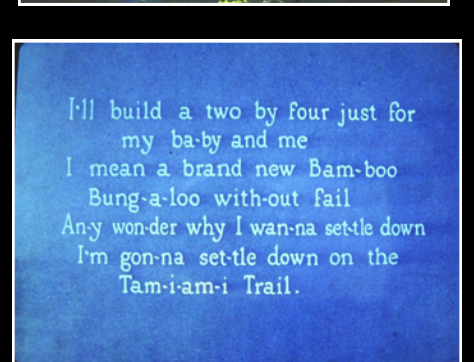 I'll build a two by four just for
my ba-by and me
I mean a brand new Bam-boo
Bung-a-loo with-out fail
An-y won-der why I wan-na set-tle down
I'm gon-na set-tle down on the
Tam-i-am-i Trail.